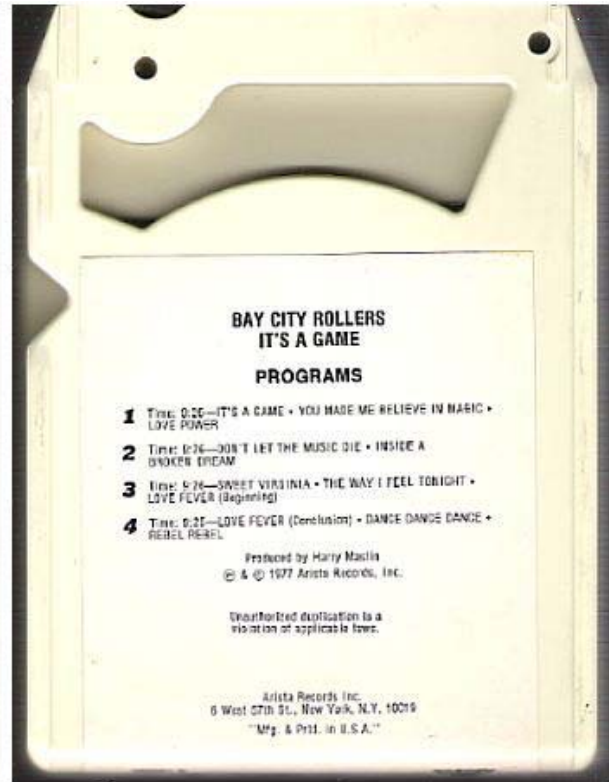 BAY CITY ROLLERS
IT'S A GAME
PROGRAMS
1 Time: 9:26—IT'S A GAME • YOU MADE ME BELIEVE IN MAGIC •
LOVE POWER
2 Time: 9:26—DON'T LET THE MUSIC DIE • INSIDE A
BROKEN DREAM
3 Time: 9:26—SWEET VIRGINIA • THE WAY I FEEL TONIGHT •
LOVE FEVER (Beginning)
4 Time: 9:26—LOVE FEVER (Conclusion) • DANCE DANCE DANCE •
REBEL REBEL
Produced by Harry Maslin
℗ & © 1977 Arista Records, Inc.
Unauthorized duplication is a
violation of applicable laws.
Arista Records Inc.
6 West 57th St., New York, N.Y. 10019
"Mfg. & Prtd. in U.S.A."